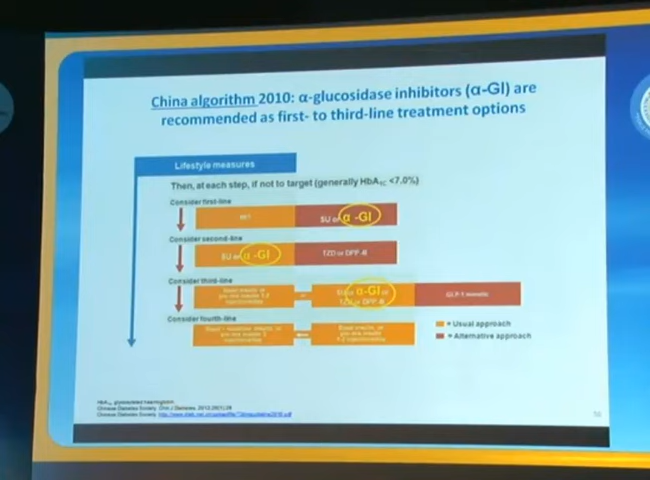 China algorithm 2010: α-glucosidase inhibitors (α-GI) are
recommended as first- to third-line treatment options
Lifestyle measures
Then, at each step, if not to target (generally HbA1C <7.0%)
Consider first-line
SU or α -GI
Consider second-line
SU or α -GI
TZD or DPP-4i
Consider third-line
α-GI or
TZD or DPP-4i
GLP-1
Consider fourth-line
= Usual approach
= Alternative approach